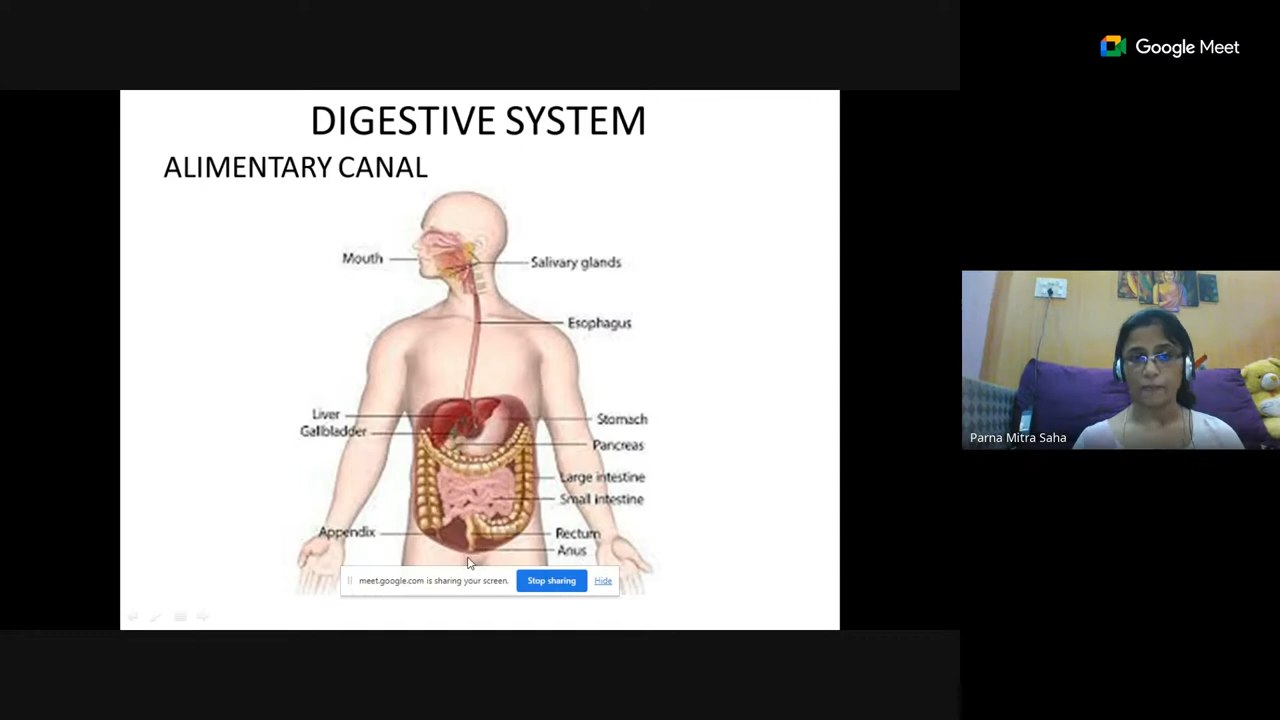 Google Meet
DIGESTIVE SYSTEM
ALIMENTARY CANAL
Mouth
Salivary glands
Esophagus
Liver
Stomach
Gallbladder
Pancreas
Large intestine
Small intestine
Appendix
Rectum
Anus
meet.google.com is sharing your screen.
Stop sharing
Hide
Parna Mitra Saha